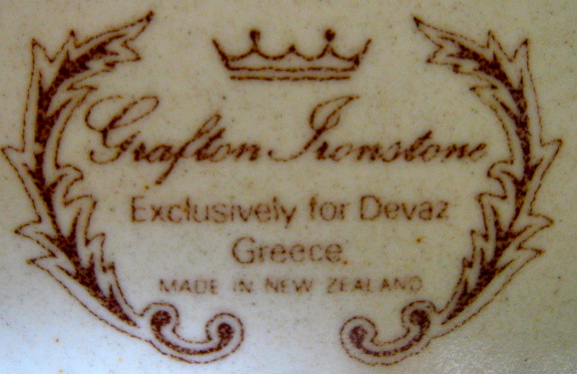 Grafton Ironstone
Exclusively for Devaz
Greece.
MADE IN NEW ZEALAND